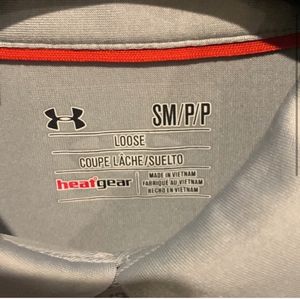 SM/P/P
LOOSE
COUPE LÂCHE/SUELTO
heatgear
MADE IN VIETNAM
FABRIQUÉ AU VIETNAM
HECHO EN VIETNAM